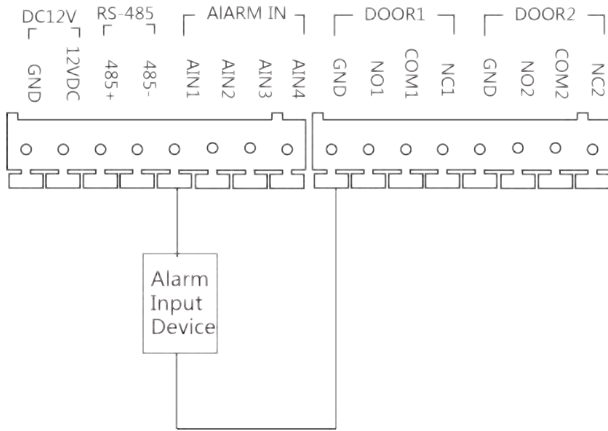 DC12V RS-485 AlARM IN DOOR1 DOOR2
GND 12VDC 485+ 485- AIN1 AIN2 AIN3 AIN4 GND NO1 COM1 NC1 GND NO2 COM2 NC2
Alarm
Input
Device